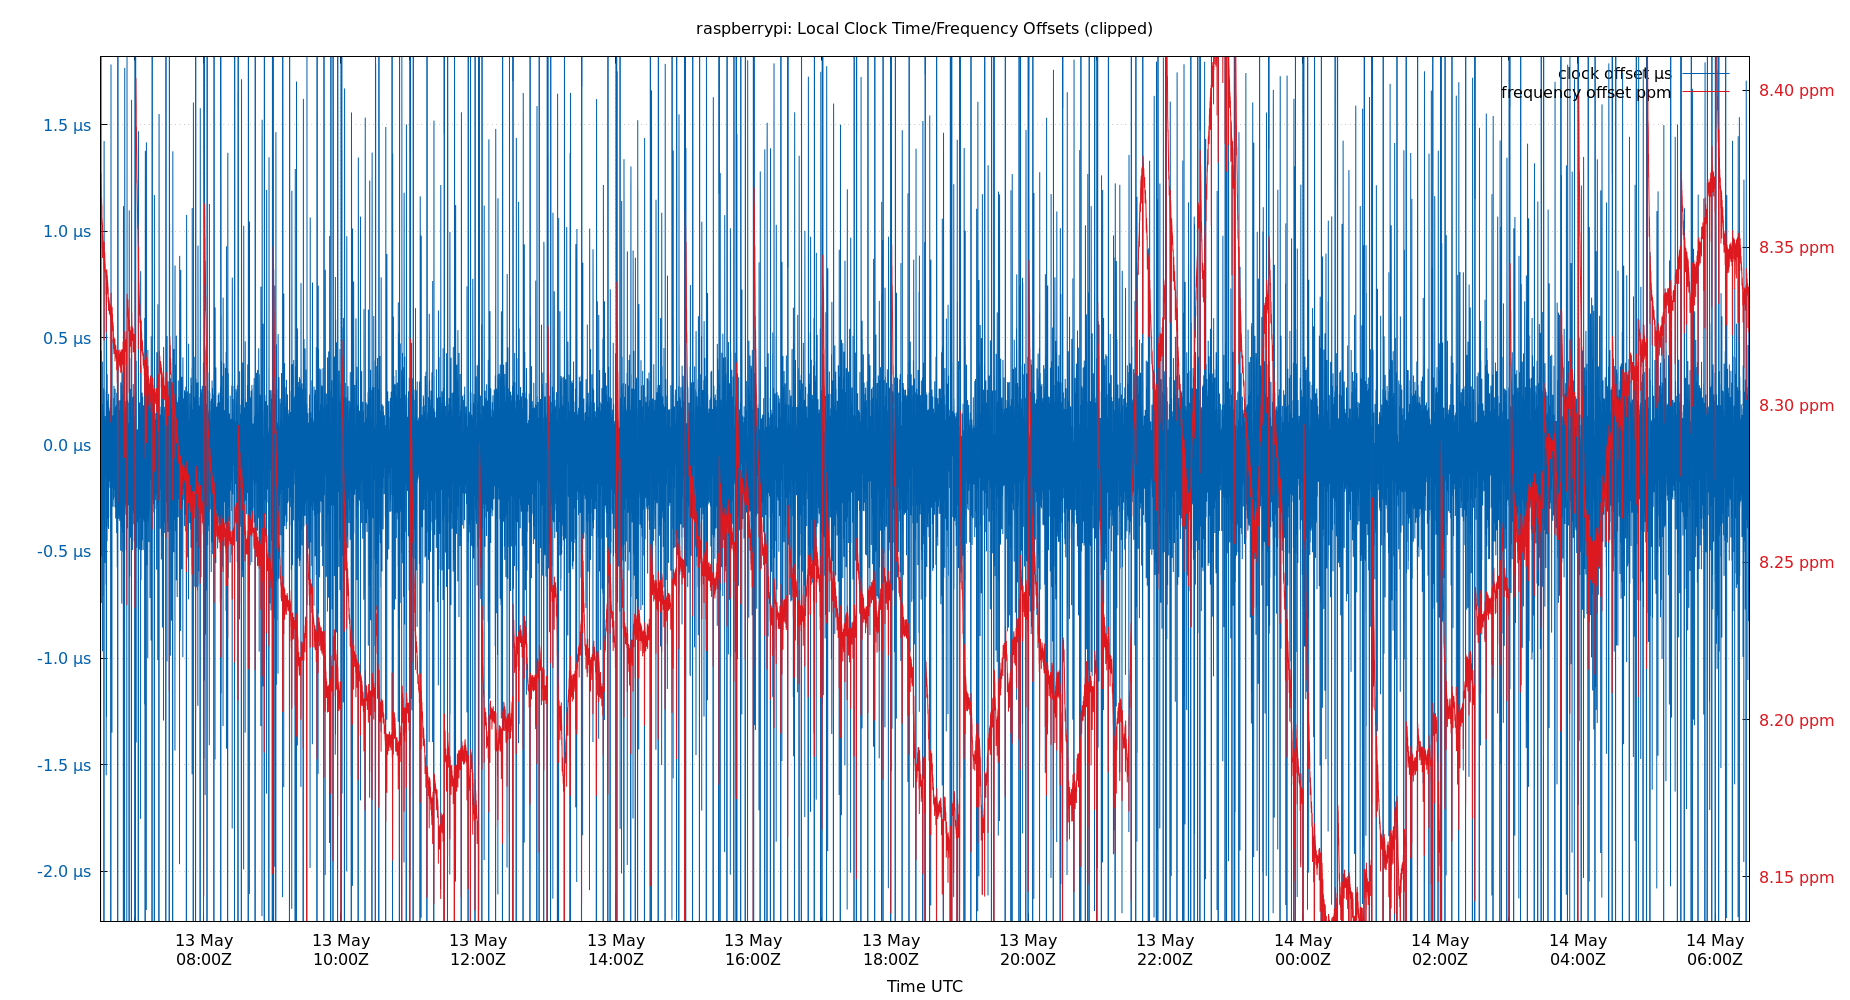 raspberrypi: Local Clock Time/Frequency Offsets (clipped)
clock offset µs
frequency offset ppm
1.5 µs
1.0 µs
0.5 µs
0.0 µs
-0.5 µs
-1.0 µs
-1.5 µs
-2.0 µs
8.40 ppm
8.35 ppm
8.30 ppm
8.25 ppm
8.20 ppm
8.15 ppm
13 May
08:00Z
13 May
10:00Z
13 May
12:00Z
13 May
14:00Z
13 May
16:00Z
13 May
18:00Z
13 May
20:00Z
13 May
22:00Z
14 May
00:00Z
14 May
02:00Z
14 May
04:00Z
14 May
06:00Z
Time UTC